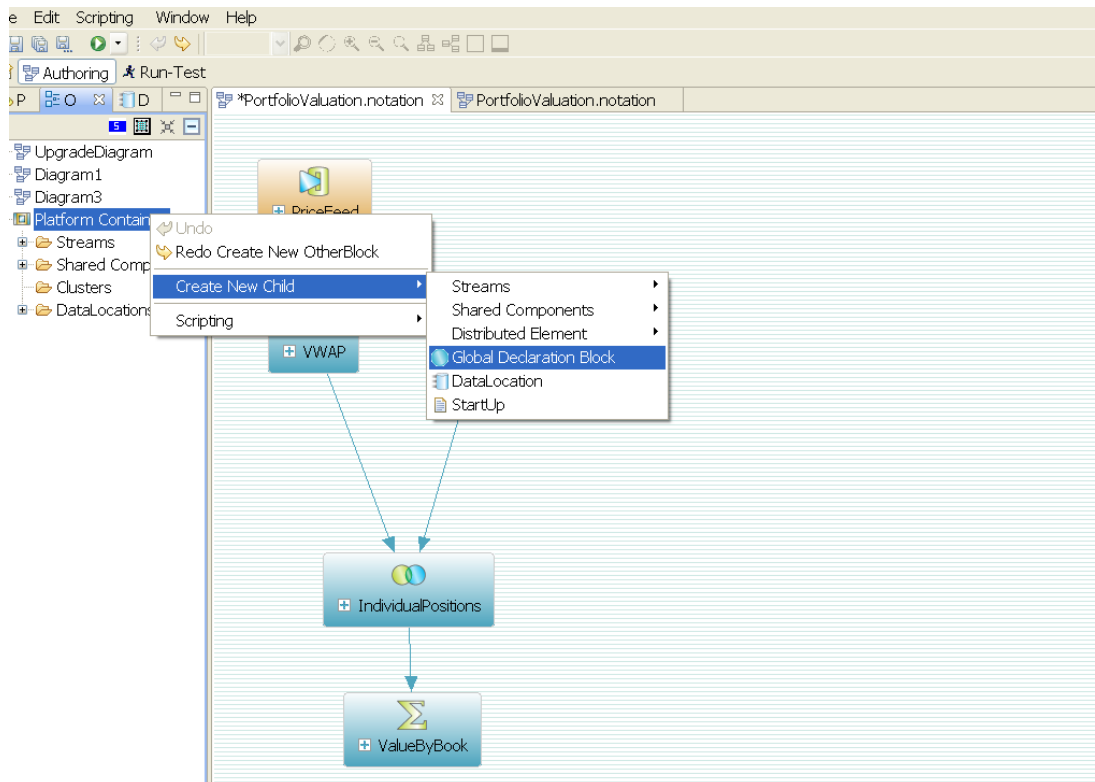 e Edit Scripting Window Help
Authoring Run-Test
P O D *PortfolioValuation.notation PortfolioValuation.notation
S
UpgradeDiagram
Diagram1
Diagram3
Platform Contain
Streams
Shared Comp
Clusters
DataLocations
PriceFeed
Undo
Redo Create New OtherBlock
Create New Child
Scripting
Streams
Shared Components
Distributed Element
Global Declaration Block
DataLocation
StartUp
VWAP
IndividualPositions
ValueByBook